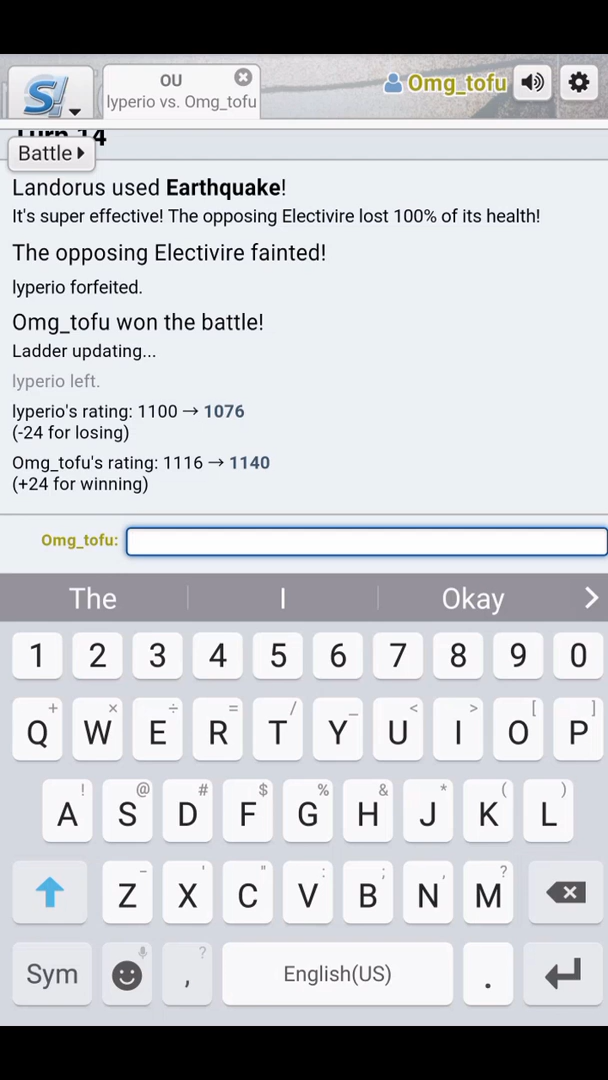 OU
lyperio vs. Omg_tofu
Omg_tofu
Turn 14
Battle
Landorus used Earthquake!
It's super effective! The opposing Electivire lost 100% of its health!
The opposing Electivire fainted!
lyperio forfeited.
Omg_tofu won the battle!
Ladder updating...
lyperio left.
lyperio's rating: 1100 → 1076
(-24 for losing)
Omg_tofu's rating: 1116 → 1140
(+24 for winning)
Omg_tofu:
The I Okay
1 2 3 4 5 6 7 8 9 0
+ × ÷ = / _ < > [ ]
Q W E R T Y U I O P
! @ # $ % & * ( )
A S D F G H J K L
- ' " : ; , ?
Z X C V B N M
?
Sym , English(US) .